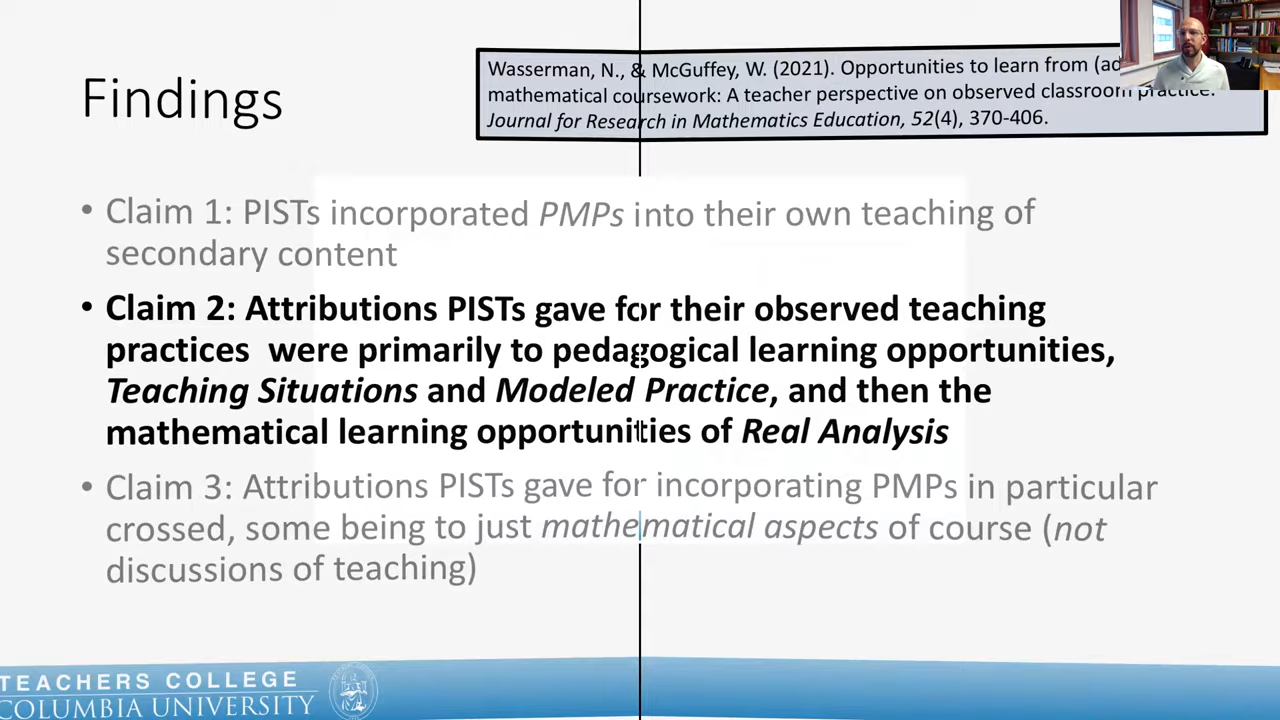 Findings
Wasserman, N., & McGuffey, W. (2021). Opportunities to learn from (ad
mathematical coursework: A teacher perspective on observed classroom practice.
Journal for Research in Mathematics Education, 52(4), 370-406.
• Claim 1: PISTs incorporated PMPs into their own teaching of
secondary content
• Claim 2: Attributions PISTs gave for their observed teaching
practices were primarily to pedagogical learning opportunities,
Teaching Situations and Modeled Practice, and then the
mathematical learning opportunities of Real Analysis
• Claim 3: Attributions PISTs gave for incorporating PMPs in particular
crossed, some being to just mathematical aspects of course (not
discussions of teaching)
TEACHERS COLLEGE
COLUMBIA UNIVERSITY